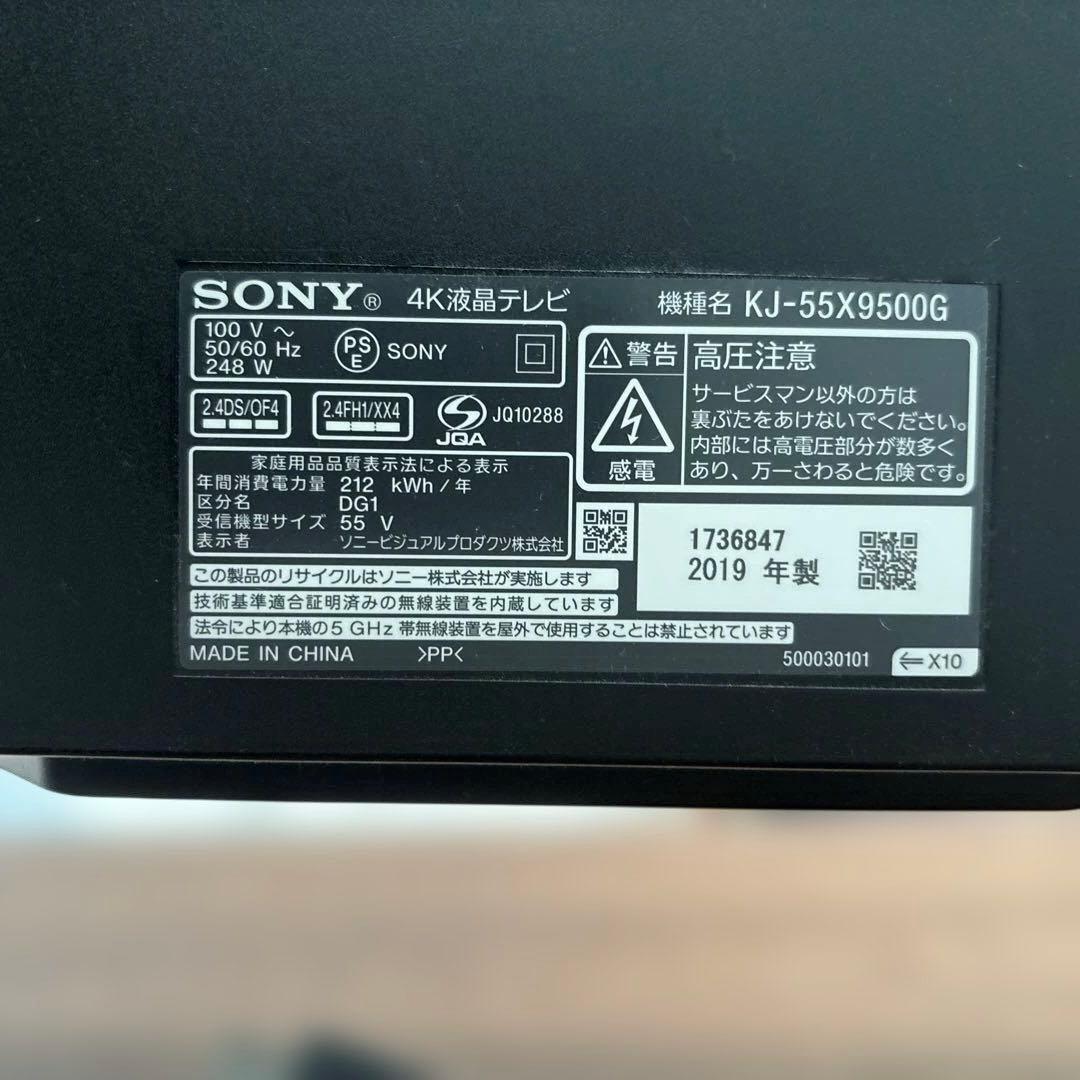 SONY® 4K液晶テレビ 機種名 KJ-55X9500G
100 V ～
50/60 Hz
248 W
PS
E
SONY
2.4DS/OF4
2.4FH1/XX4
JQA
JQ10288
家庭用品品質表示法による表示
年間消費電力量 212 kWh/年
区分名 DG1
受信機型サイズ 55 V
表示者 ソニービジュアルプロダクツ株式会社
警告
感電
高圧注意
サービスマン以外の方は
裏ぶたをあけないでください。
内部には高電圧部分が数多く
あり、万一さわると危険です。
1736847
2019 年製
この製品のリサイクルはソニー株式会社が実施します
技術基準適合証明済みの無線装置を内蔵しています
法令により本機の5 GHz 帯無線装置を屋外で使用することは禁止されています
MADE IN CHINA >PP< 500030101 ⇐ X10